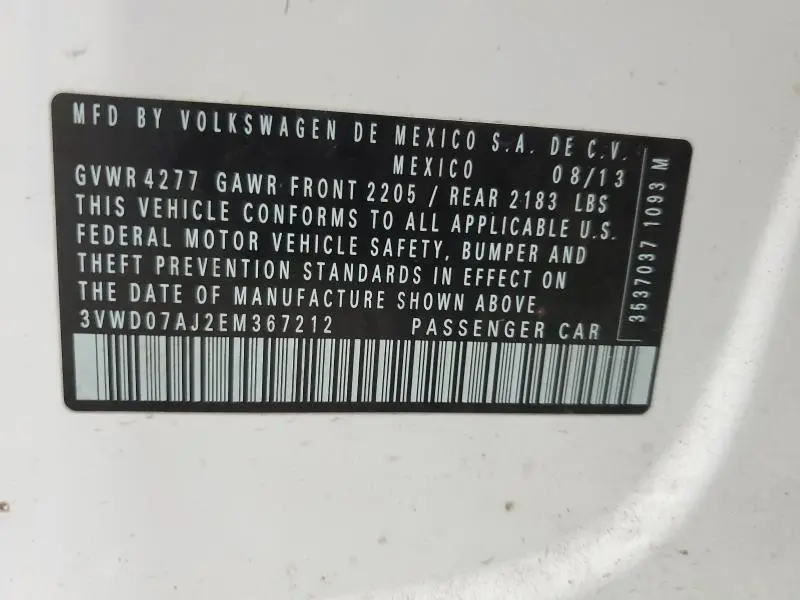 MFD BY VOLKSWAGEN DE MEXICO S.A. DE C.V.
MEXICO 08/13
GVWR 4277 GAWR FRONT 2205 / REAR 2183 LBS
THIS VEHICLE CONFORMS TO ALL APPLICABLE U.S.
FEDERAL MOTOR VEHICLE SAFETY, BUMPER AND
THEFT PREVENTION STANDARDS IN EFFECT ON
THE DATE OF MANUFACTURE SHOWN ABOVE.
3VWD07AJ2EM367212 PASSENGER CAR
3637037 1093 M